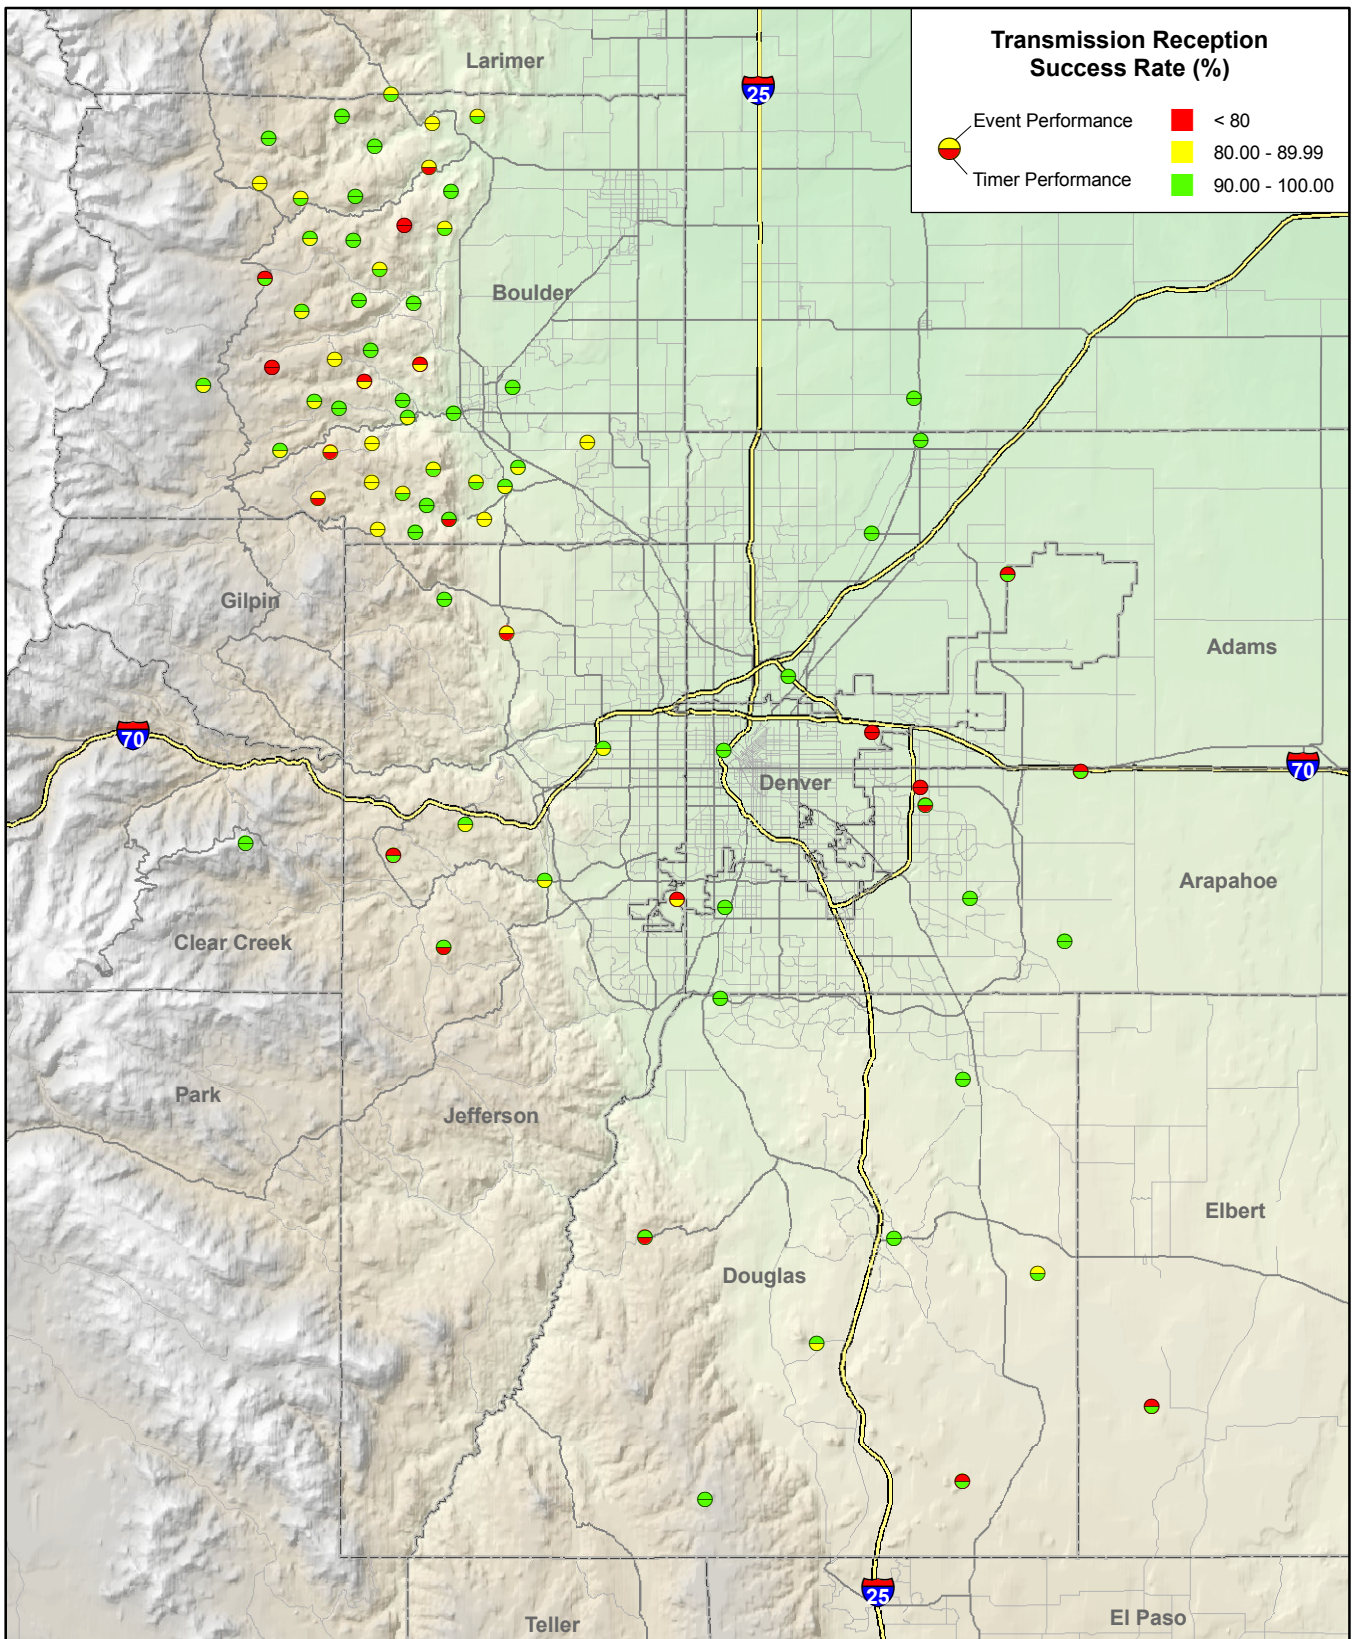 Larimer
25
Transmission Reception
Success Rate (%)
Event Performance
Timer Performance
< 80
80.00 - 89.99
90.00 - 100.00
Boulder
Gilpin
Adams
70
70
Denver
Arapahoe
Clear Creek
Park
Jefferson
Elbert
Douglas
25
Teller
El Paso